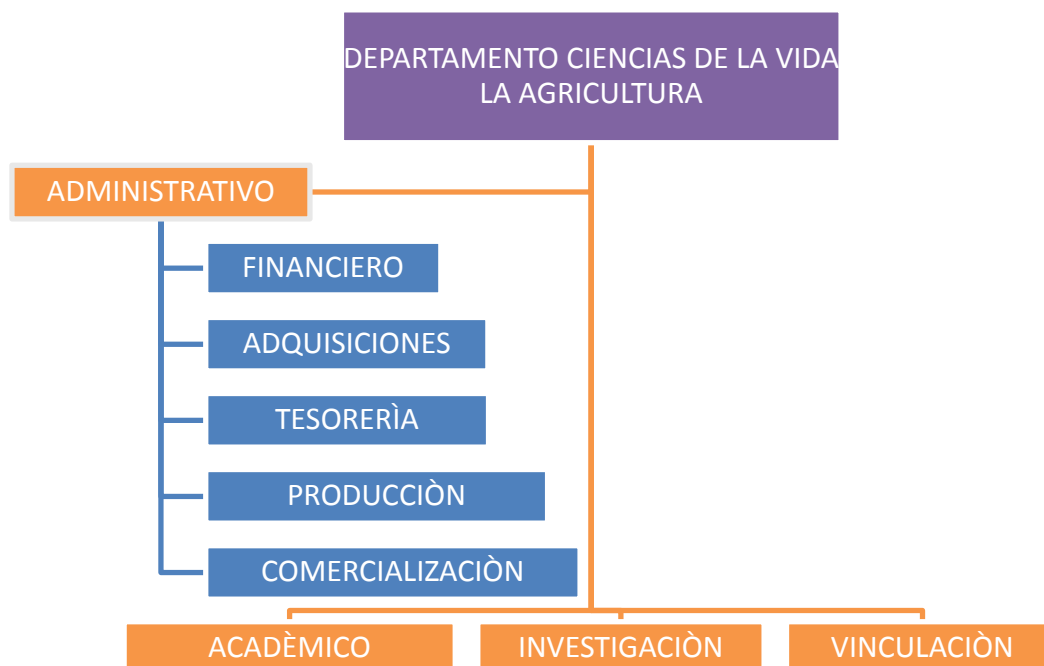 DEPARTAMENTO CIENCIAS DE LA VIDA
LA AGRICULTURA
ADMINISTRATIVO
FINANCIERO
ADQUISICIONES
TESORERÌA
PRODUCCIÒN
COMERCIALIZACIÒN
ACADÈMICO
INVESTIGACIÒN
VINCULACIÒN